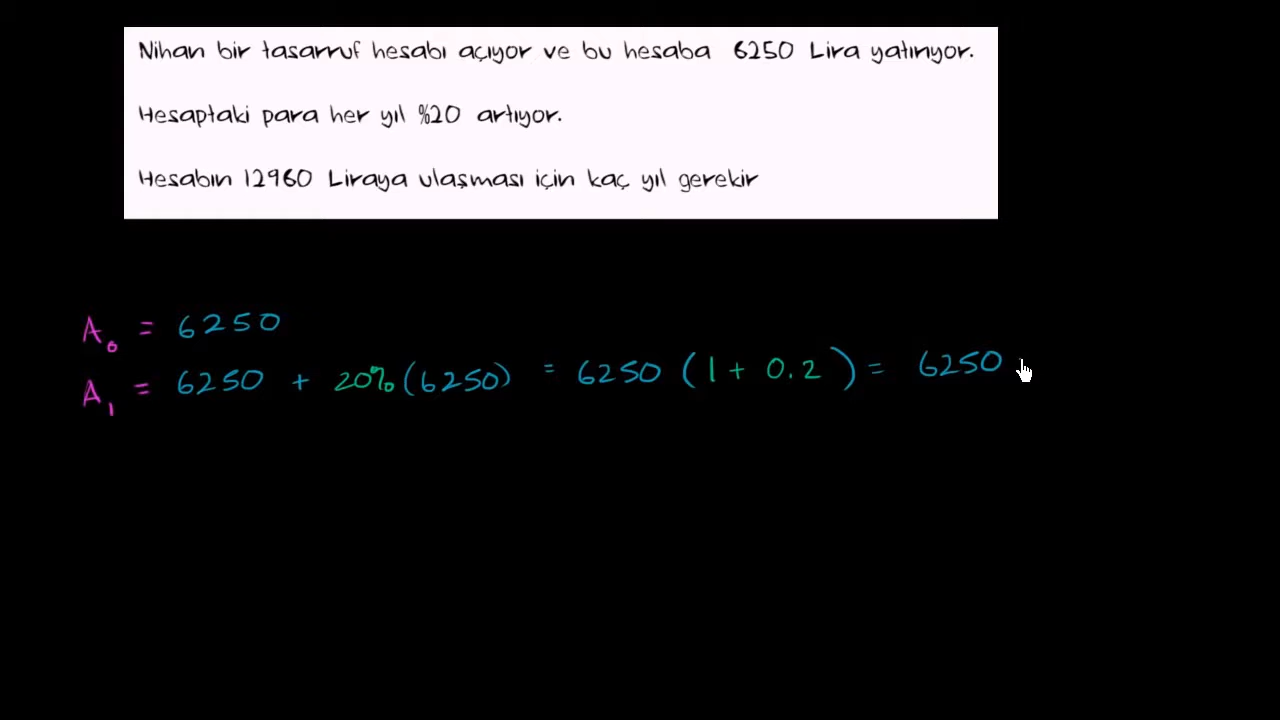 Nihan bir tasarruf hesabı açıyor ve bu hesaba 6250 Lira yatırıyor.
Hesaptaki para her yıl %20 artıyor.
Hesabın 12960 Liraya ulaşması için kaç yıl gerekir
A₀ = 6250
A₁ = 6250 + 20% (6250) = 6250 (1 + 0.2) = 6250